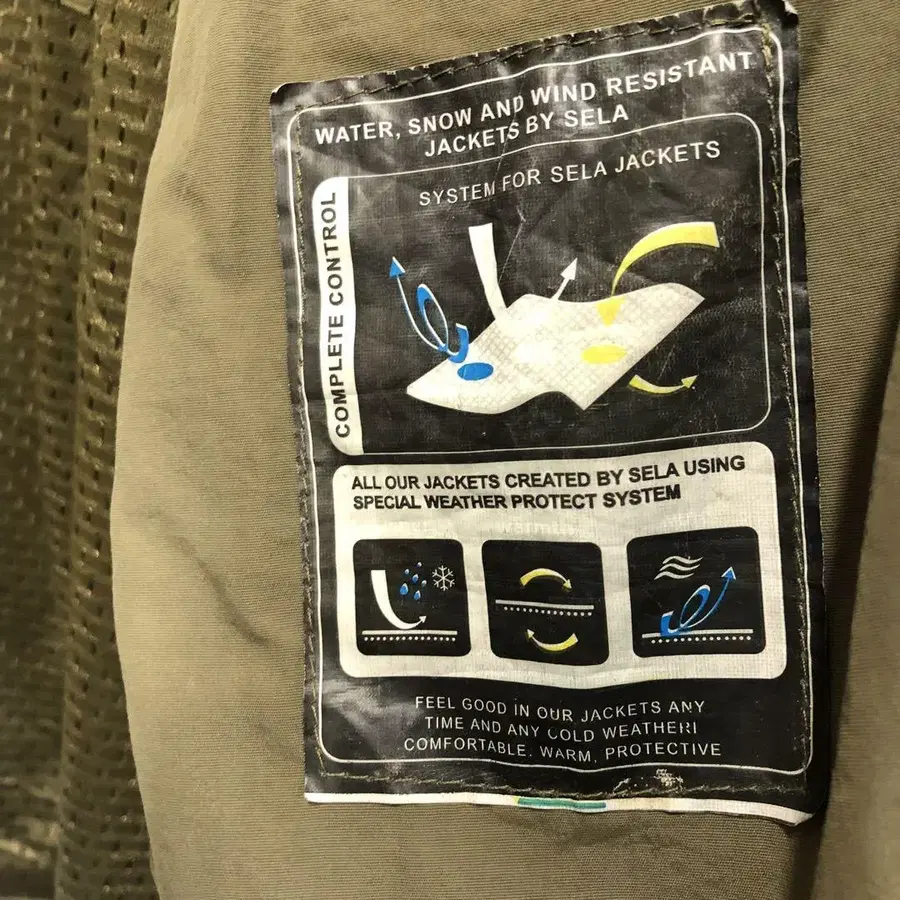 WATER, SNOW AND WIND RESISTANT
JACKETS BY SELA
SYSTEM FOR SELA JACKETS
COMPLETE CONTROL
ALL OUR JACKETS CREATED BY SELA USING
SPECIAL WEATHER PROTECT SYSTEM
warmth
FEEL GOOD IN OUR JACKETS ANY
TIME AND ANY COLD WEATHER!
COMFORTABLE. WARM, PROTECTIVE